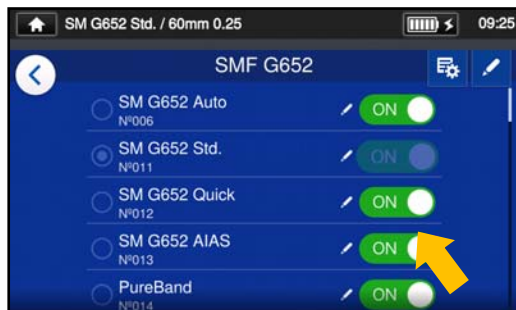 SM G652 Std. / 60mm 0.25 09:25
SMF G652
SM G652 Auto
Nº006
ON
SM G652 Std.
Nº011
ON
SM G652 Quick
Nº012
ON
SM G652 AIAS
Nº013
ON
PureBand
Nº014
ON